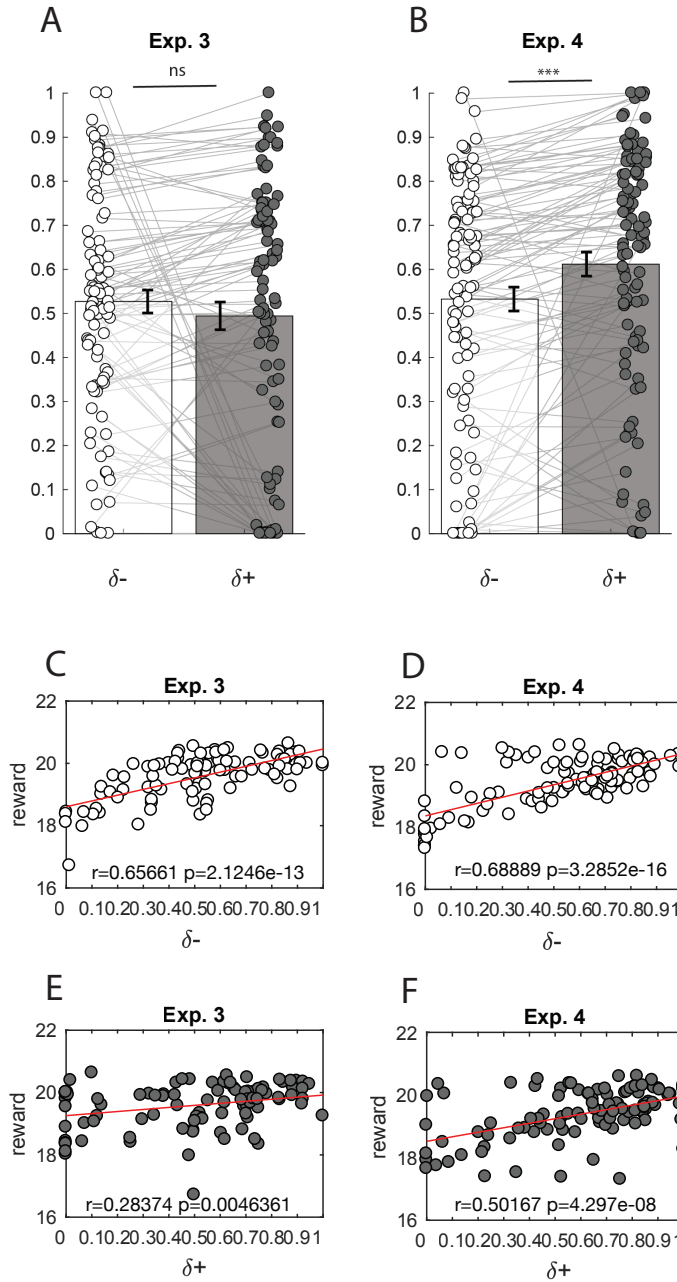 A
Exp. 3
ns
1
0.9
0.8
0.7
0.6
0.5
0.4
0.3
0.2
0.1
0
δ-
δ+
B
Exp. 4
***
1
0.9
0.8
0.7
0.6
0.5
0.4
0.3
0.2
0.1
0
δ-
δ+
C
Exp. 3
22
20
18
16
reward
r=0.65661 p=2.1246e-13
0 0.10.20.30.40.50.60.70.80.91
δ-
D
Exp. 4
22
20
18
16
reward
r=0.68889 p=3.2852e-16
0 0.10.20.30.40.50.60.70.80.91
δ-
E
Exp. 3
22
20
18
16
reward
r=0.28374 p=0.0046361
0 0.10.20.30.40.50.60.70.80.91
δ+
F
Exp. 4
22
20
18
16
reward
r=0.50167 p=4.297e-08
0 0.10.20.30.40.50.60.70.80.91
δ+